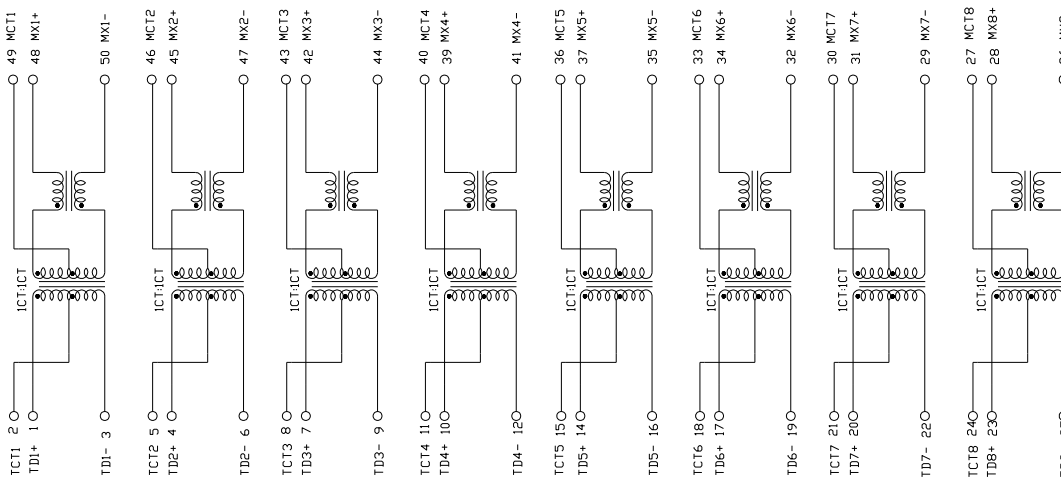 49 MCT1
48 MX1+
50 MX1-
46 MCT2
45 MX2+
47 MX2-
43 MCT3
42 MX3+
44 MX3-
40 MCT4
39 MX4+
41 MX4-
36 MCT5
37 MX5+
35 MX5-
33 MCT6
34 MX6+
32 MX6-
30 MCT7
31 MX7+
29 MX7-
27 MCT8
28 MX8+
1CT:1CT
1CT:1CT
1CT:1CT
1CT:1CT
1CT:1CT
1CT:1CT
1CT:1CT
1CT:1CT
TCT1 2
TD1+ 1
TD1- 3
TCT2 5
TD2+ 4
TD2- 6
TCT3 8
TD3+ 7
TD3- 9
TCT4 11
TD4+ 10
TD4- 12
TCT5 15
TD5+ 14
TD5- 16
TCT6 18
TD6+ 17
TD6- 19
TCT7 21
TD7+ 20
TD7- 22
TCT8 24
TD8+ 23